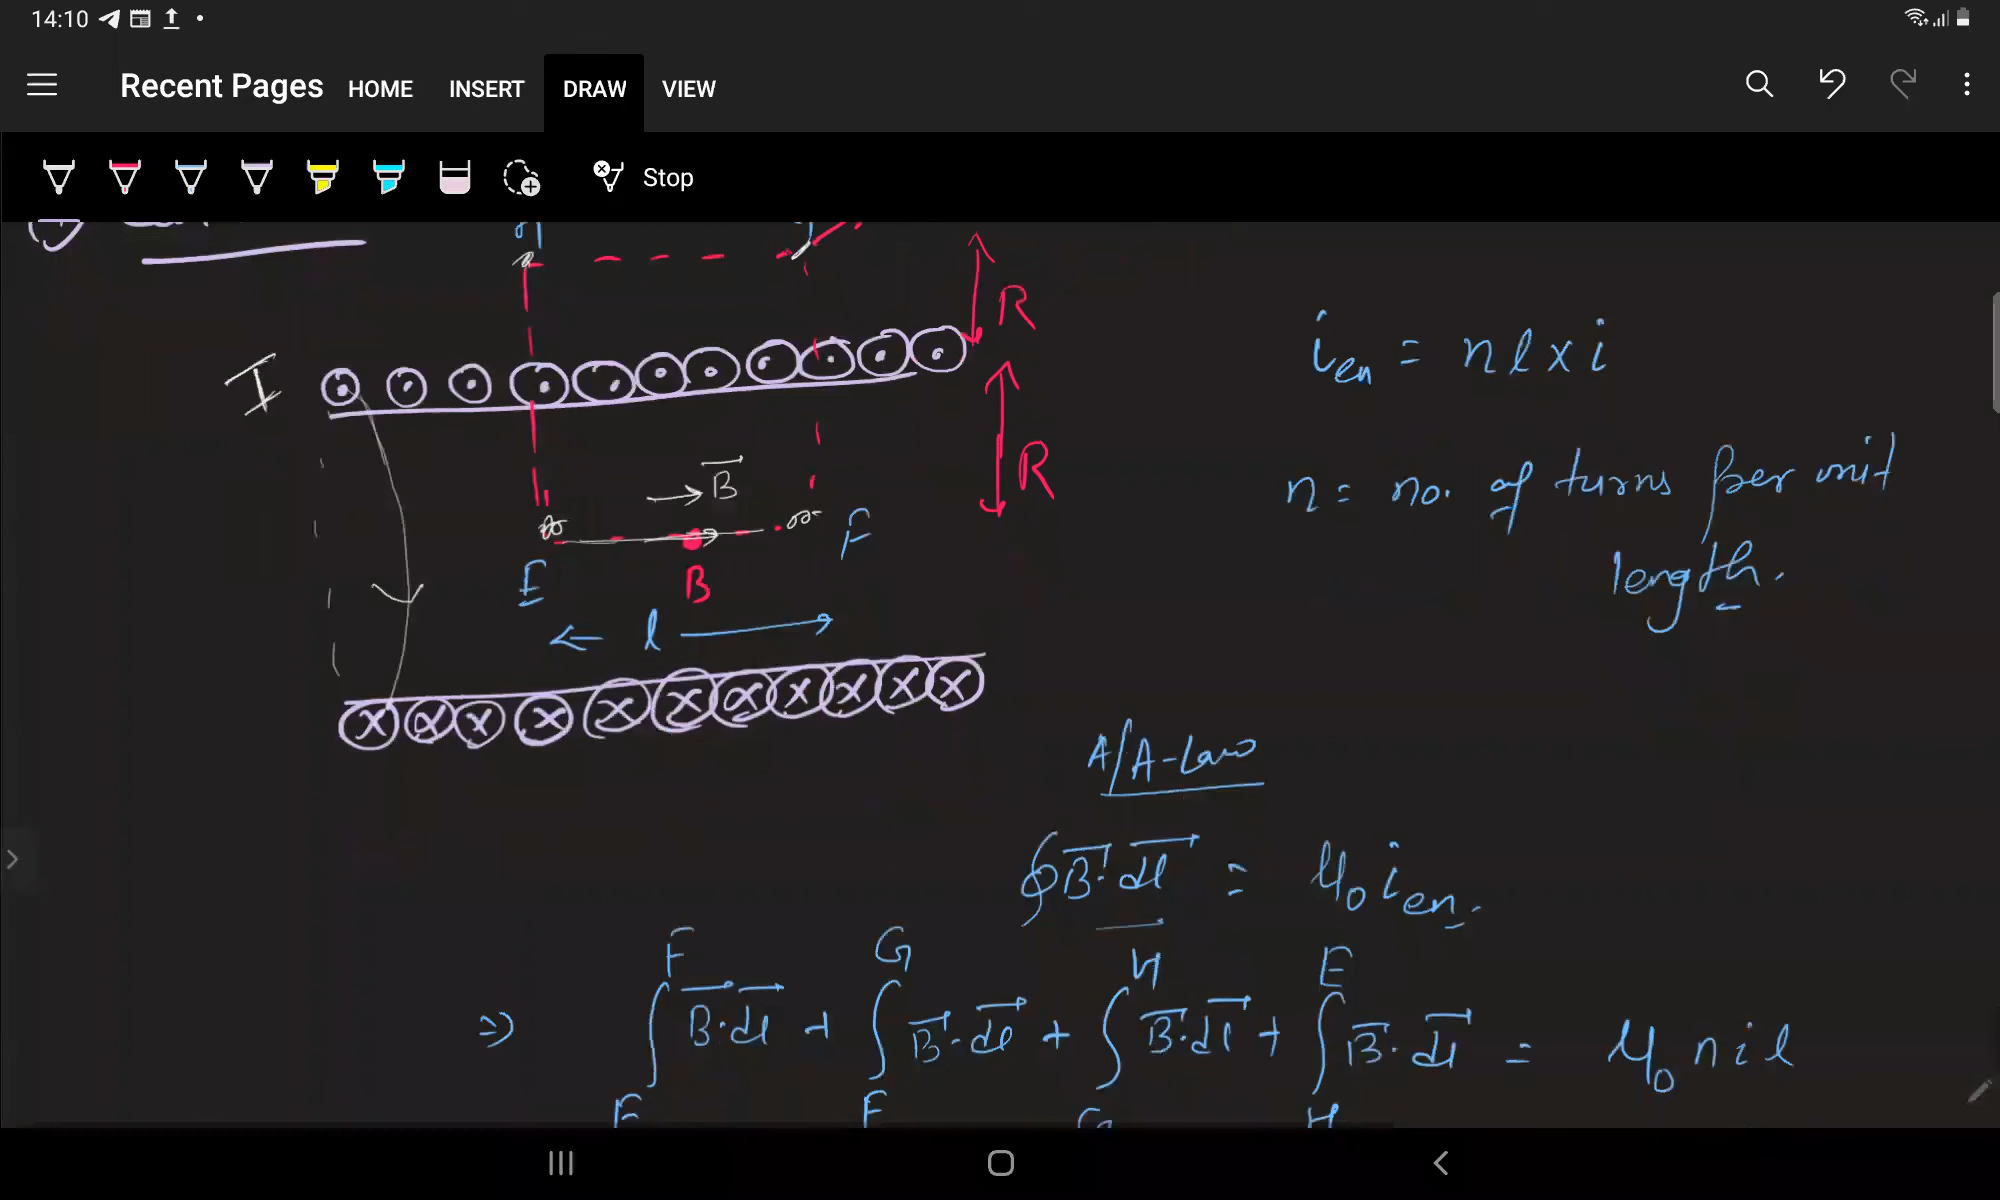 14:10
Recent Pages HOME INSERT DRAW VIEW
Stop
H
R
I
i_en = n l x i
B
R
n = no. of turns per unit
length.
E F
B
l
x x x x x x x x x x x
A/A-Law
∮B⃗·dl⃗ = μ₀ i_en.
F G H E
⇒ ∫B⃗·dl⃗ + ∫B⃗·dl⃗ + ∫B⃗·dl⃗ + ∫B⃗·dl⃗ = μ₀ n i l
E F G H